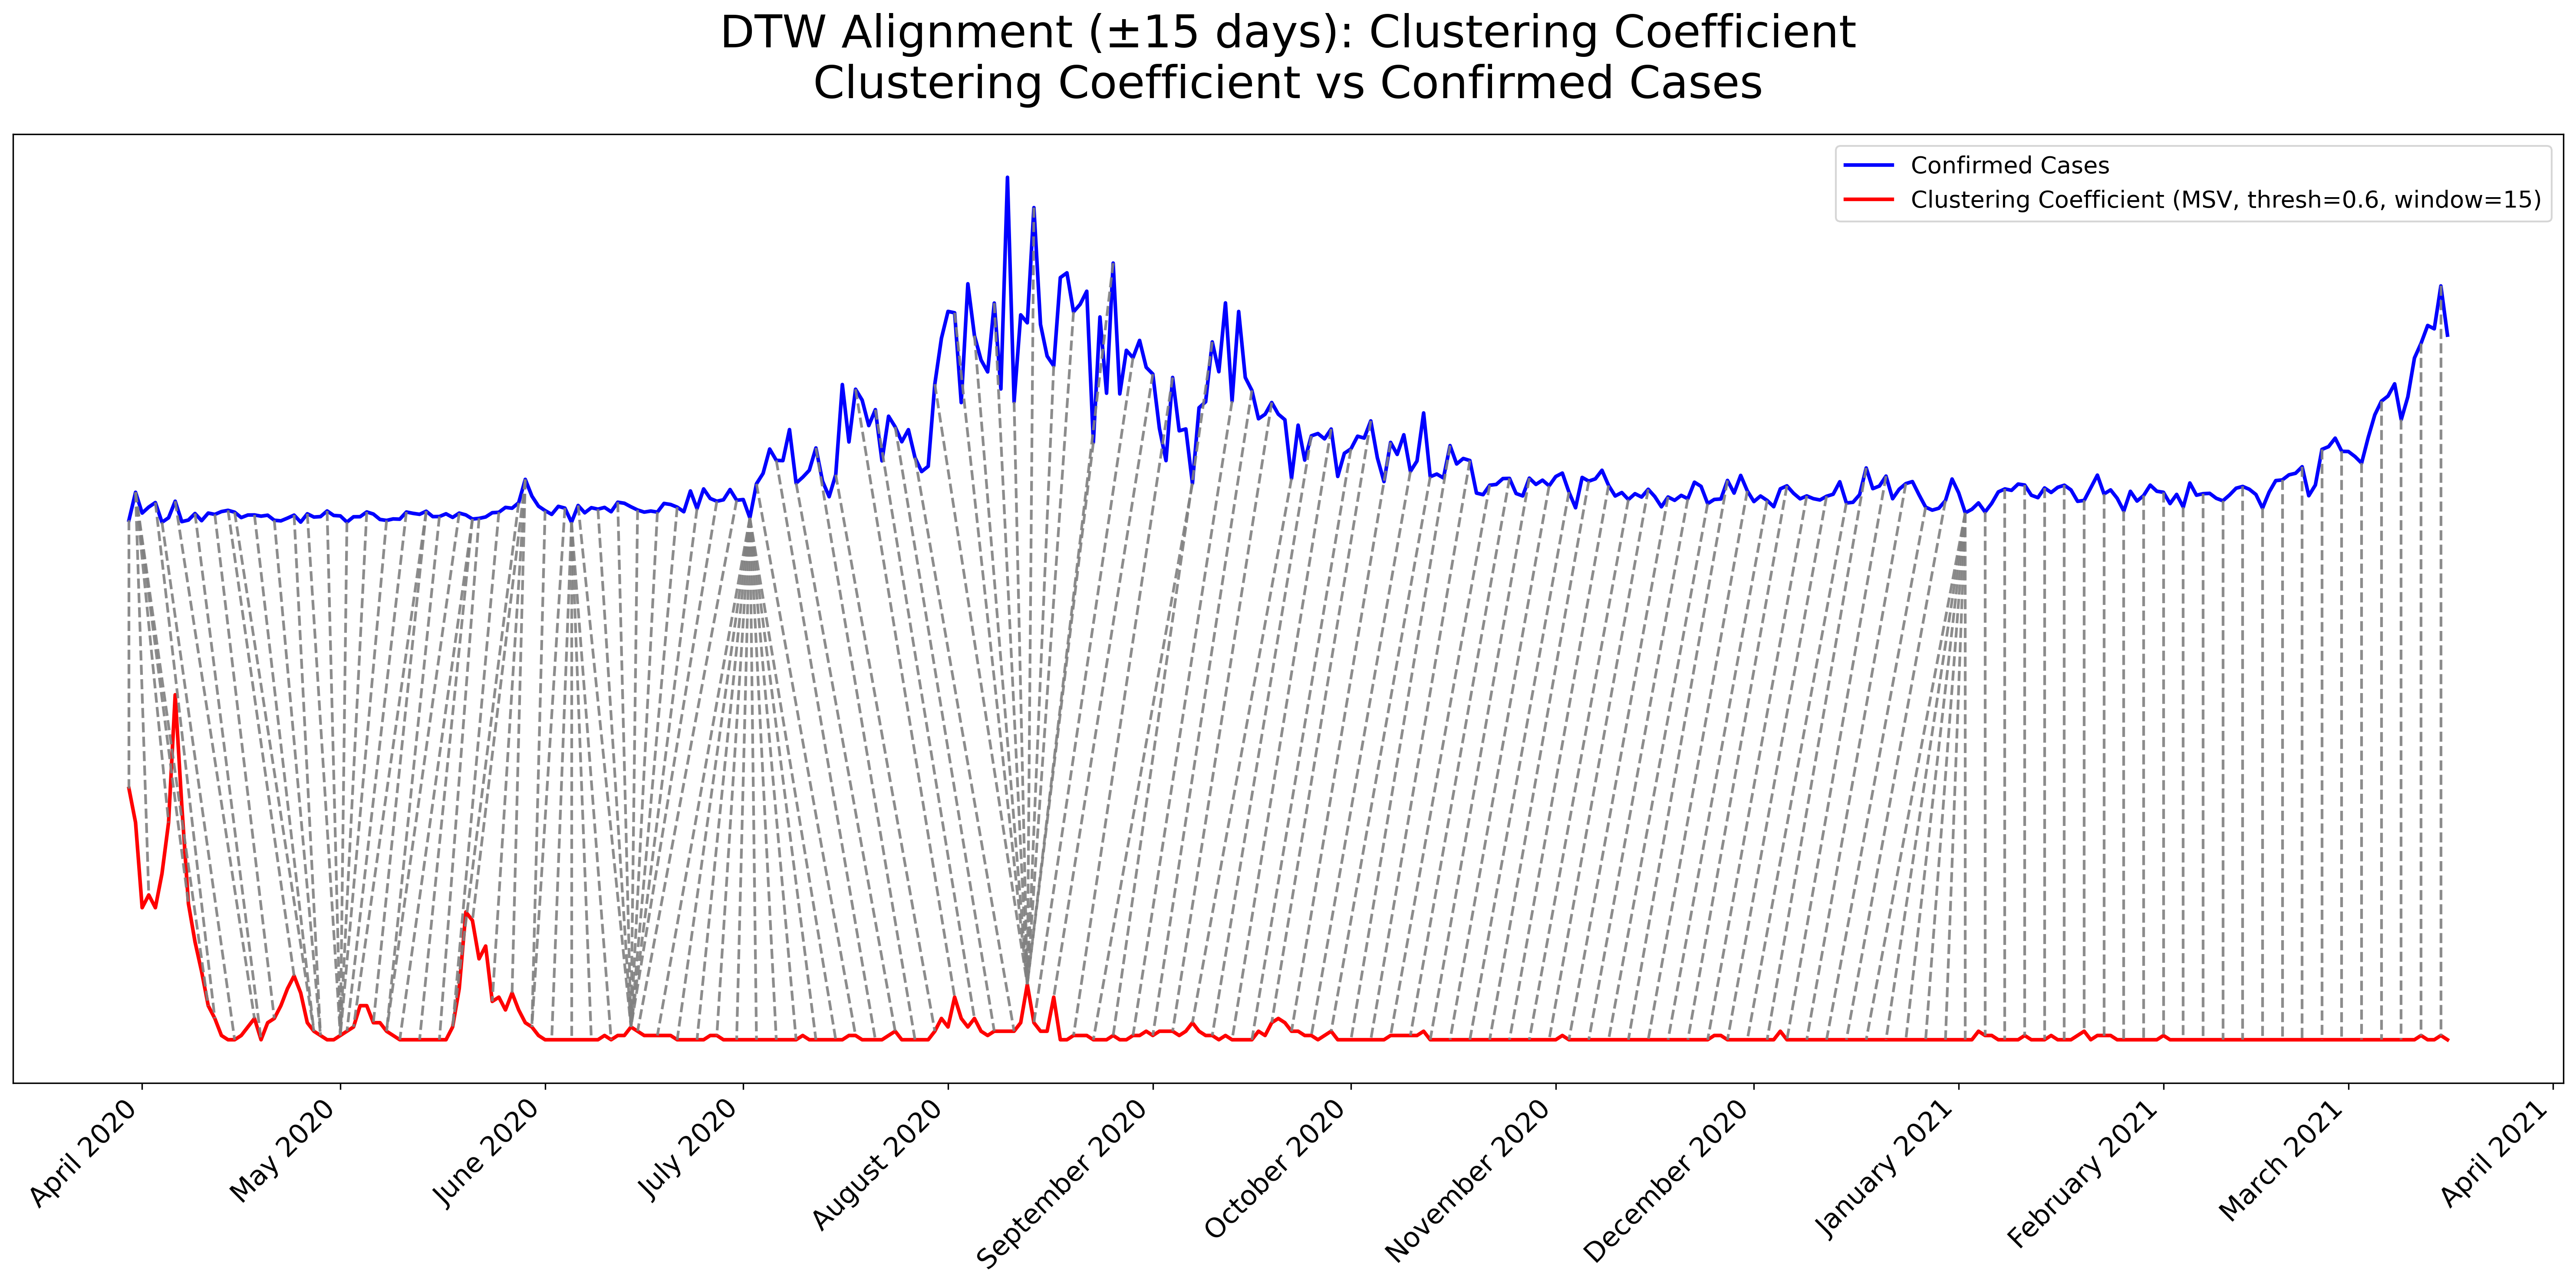 DTW Alignment (±15 days): Clustering Coefficient
Clustering Coefficient vs Confirmed Cases
Confirmed Cases
Clustering Coefficient (MSV, thresh=0.6, window=15)
April 2020
May 2020
June 2020
July 2020
August 2020
September 2020
October 2020
November 2020
December 2020
January 2021
February 2021
March 2021
April 2021